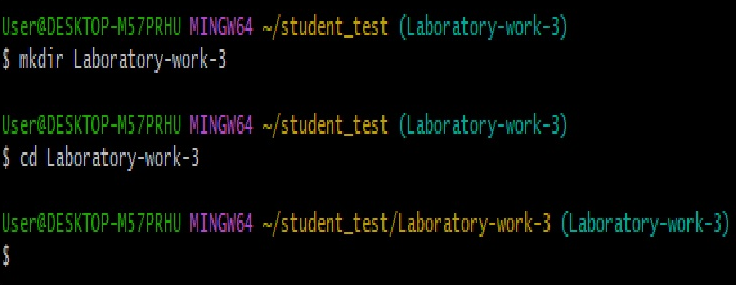 User@DESKTOP-M57PRHU MINGW64 ~/student_test (Laboratory-work-3)
$ mkdir Laboratory-work-3
User@DESKTOP-M57PRHU MINGW64 ~/student_test (Laboratory-work-3)
$ cd Laboratory-work-3
User@DESKTOP-M57PRHU MINGW64 ~/student_test/Laboratory-work-3 (Laboratory-work-3)
$